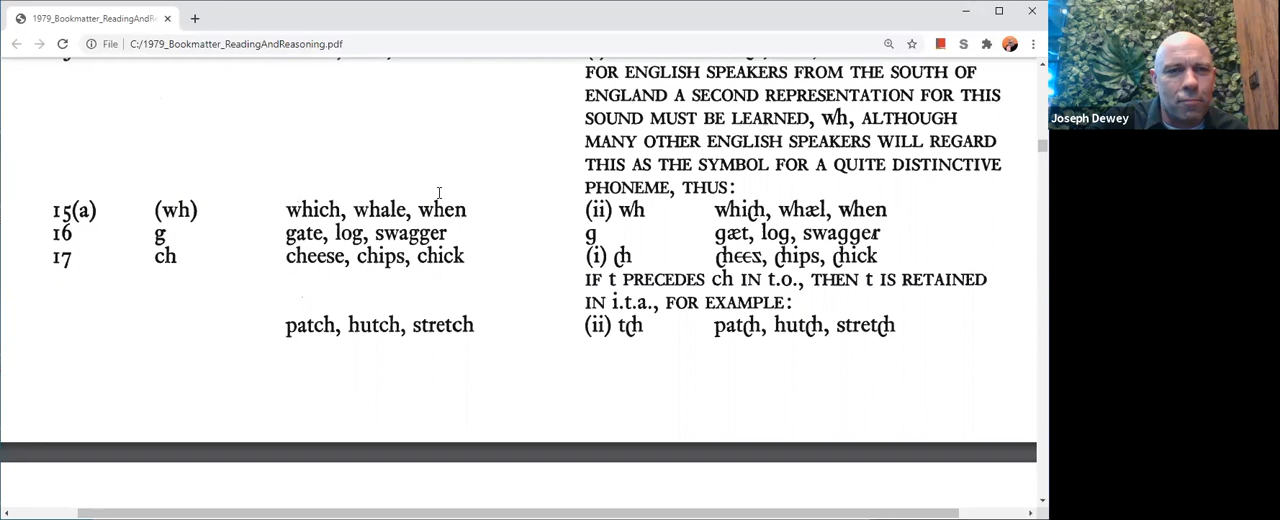 1979_Bookmatter_ReadingAndR
File C:/1979_Bookmatter_ReadingAndReasoning.pdf
Joseph Dewey
FOR ENGLISH SPEAKERS FROM THE SOUTH OF
ENGLAND A SECOND REPRESENTATION FOR THIS
SOUND MUST BE LEARNED, wh, ALTHOUGH
MANY OTHER ENGLISH SPEAKERS WILL REGARD
THIS AS THE SYMBOL FOR A QUITE DISTINCTIVE
PHONEME, THUS:
15(a) (wh) which, whale, when (ii) wh whiʧh, whæl, when
16 g gate, log, swagger g gæt, log, swagger
17 ch cheese, chips, chick (i) ch chєєƨ, chips, chick
IF t PRECEDES ch IN t.o., THEN t IS RETAINED
IN i.t.a., FOR EXAMPLE:
patch, hutch, stretch (ii) tch patch, hutch, stretch